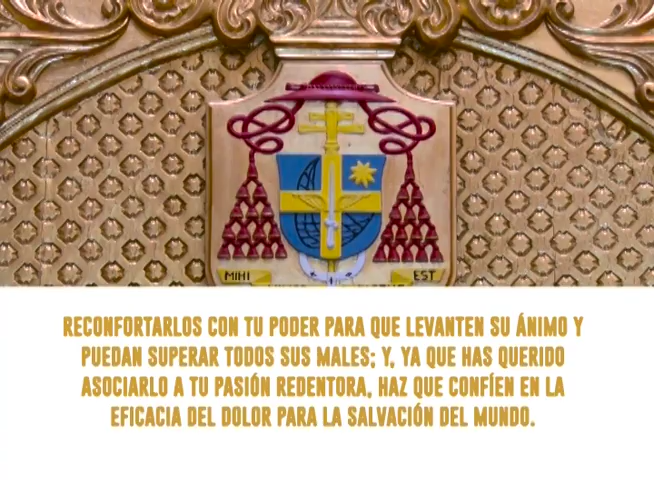 MIHI EST
RECONFORTARLOS CON TU PODER PARA QUE LEVANTEN SU ÁNIMO Y
PUEDAN SUPERAR TODOS SUS MALES; Y, YA QUE HAS QUERIDO
ASOCIARLO A TU PASIÓN REDENTORA, HAZ QUE CONFÍEN EN LA
EFICACIA DEL DOLOR PARA LA SALVACIÓN DEL MUNDO.